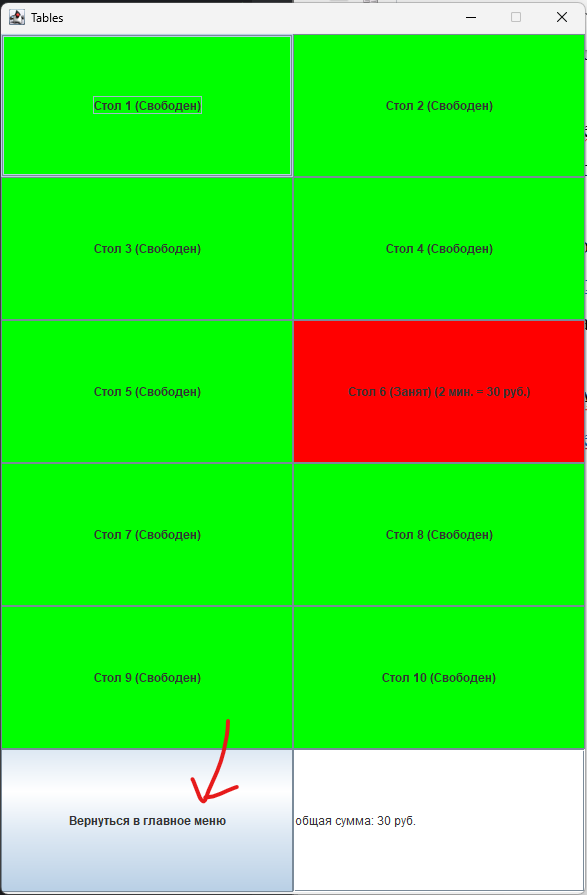 Tables
Стол 1 (Свободен)
Стол 2 (Свободен)
Стол 3 (Свободен)
Стол 4 (Свободен)
Стол 5 (Свободен)
Стол 6 (Занят) (2 мин. = 30 руб.)
Стол 7 (Свободен)
Стол 8 (Свободен)
Стол 9 (Свободен)
Стол 10 (Свободен)
Вернуться в главное меню
общая сумма: 30 руб.